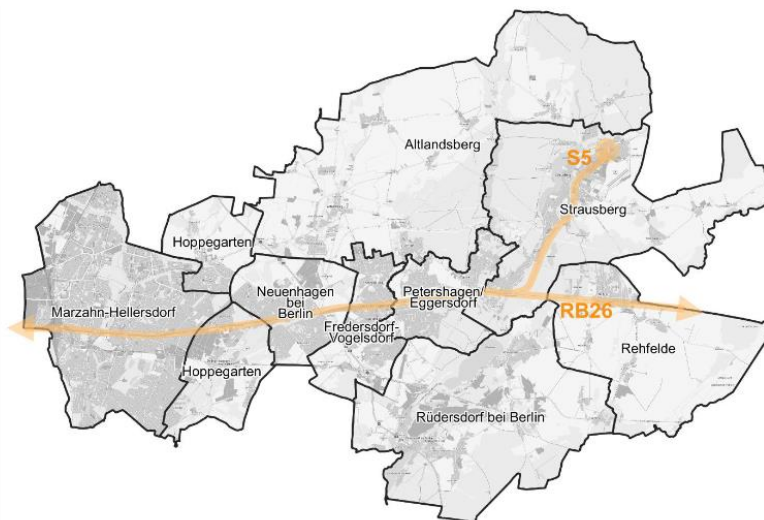 Altlandsberg
S5
Strausberg
Hoppegarten
Marzahn-Hellersdorf
Neuenhagen
bei
Berlin
Petershagen/
Eggersdorf
Fredersdorf-
Vogelsdorf
RB26
Rehfelde
Hoppegarten
Rüdersdorf bei Berlin